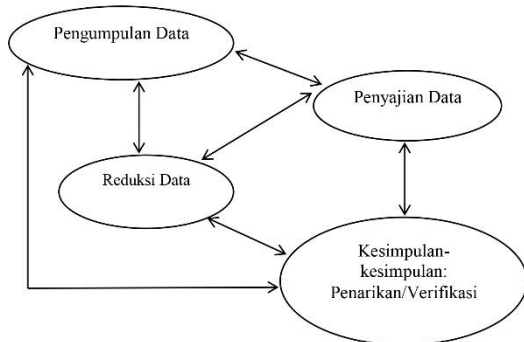 Pengumpulan Data
Penyajian Data
Reduksi Data
Kesimpulan-
kesimpulan:
Penarikan/Verifikasi